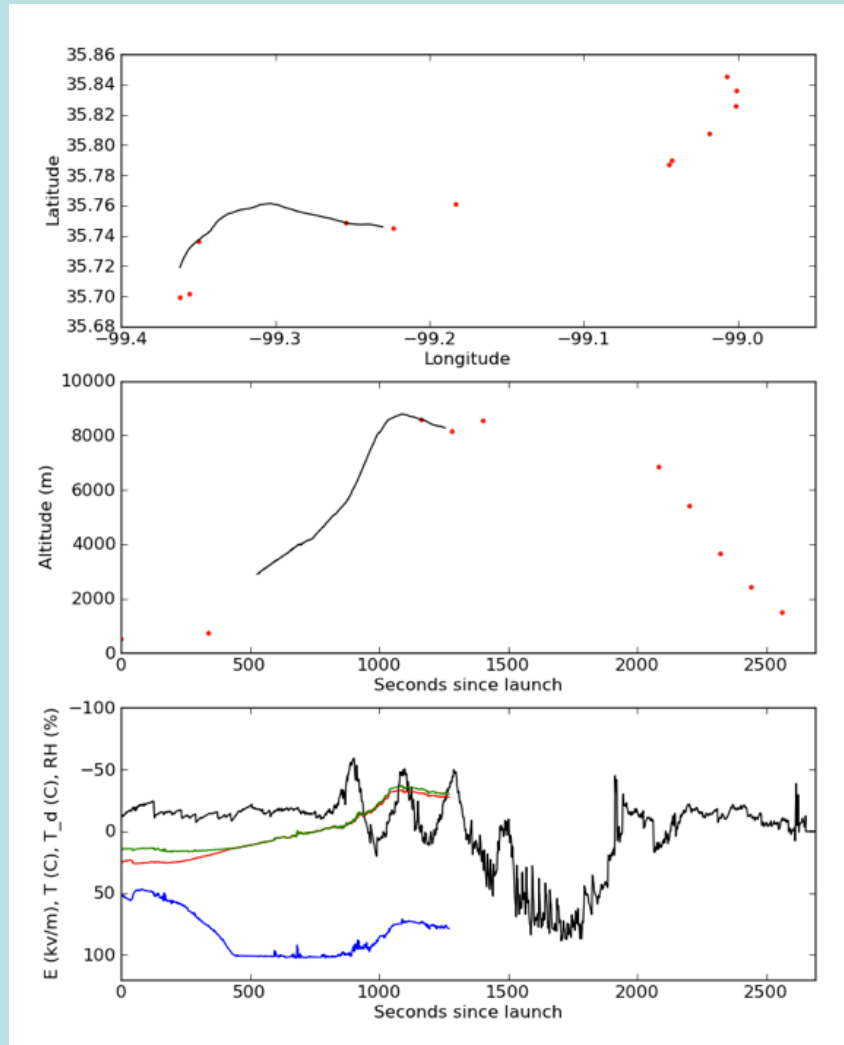 35.86
35.84
35.82
35.80
35.78
35.76
35.74
35.72
35.70
35.68
Latitude
−99.4 −99.3 −99.2 −99.1 −99.0
Longitude
10000
8000
6000
4000
2000
0
Altitude (m)
0 500 1000 1500 2000 2500
Seconds since launch
−100
−50
0
50
100
E (kv/m), T (C), T_d (C), RH (%)
0 500 1000 1500 2000 2500
Seconds since launch